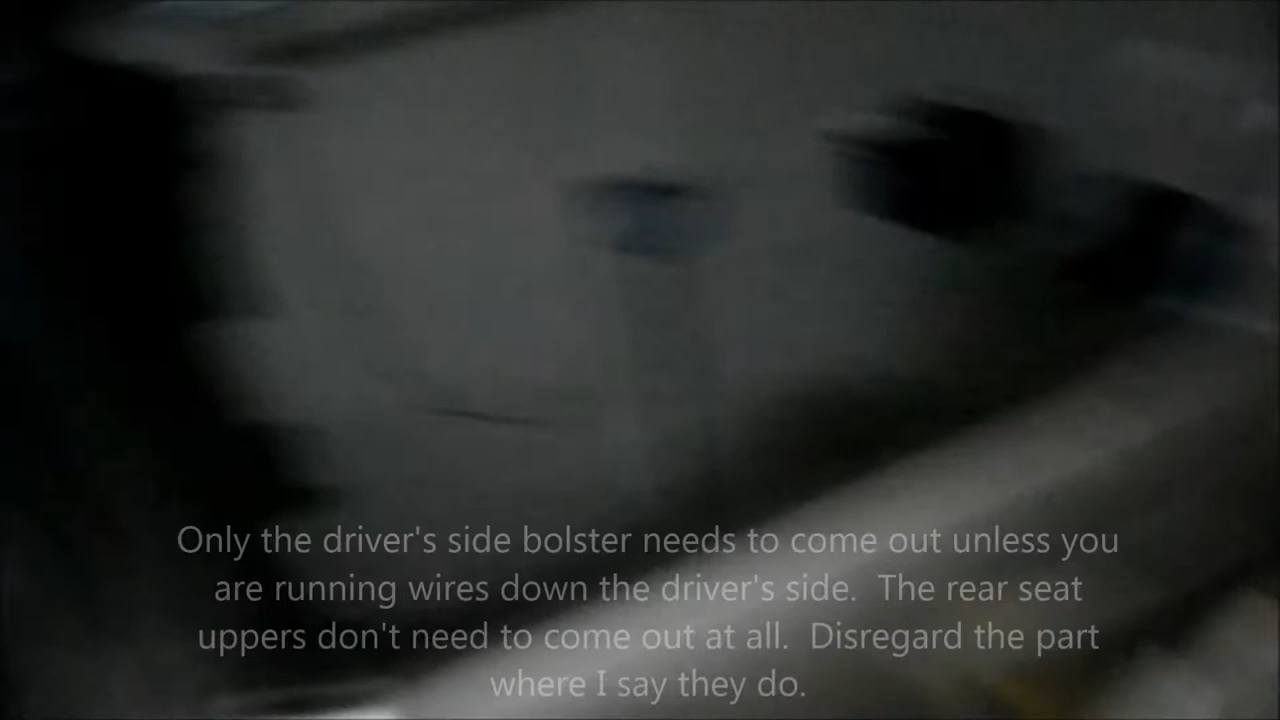 Only the driver's side bolster needs to come out unless you
are running wires down the driver's side.  The rear seat
uppers don't need to come out at all.  Disregard the part
where I say they do.